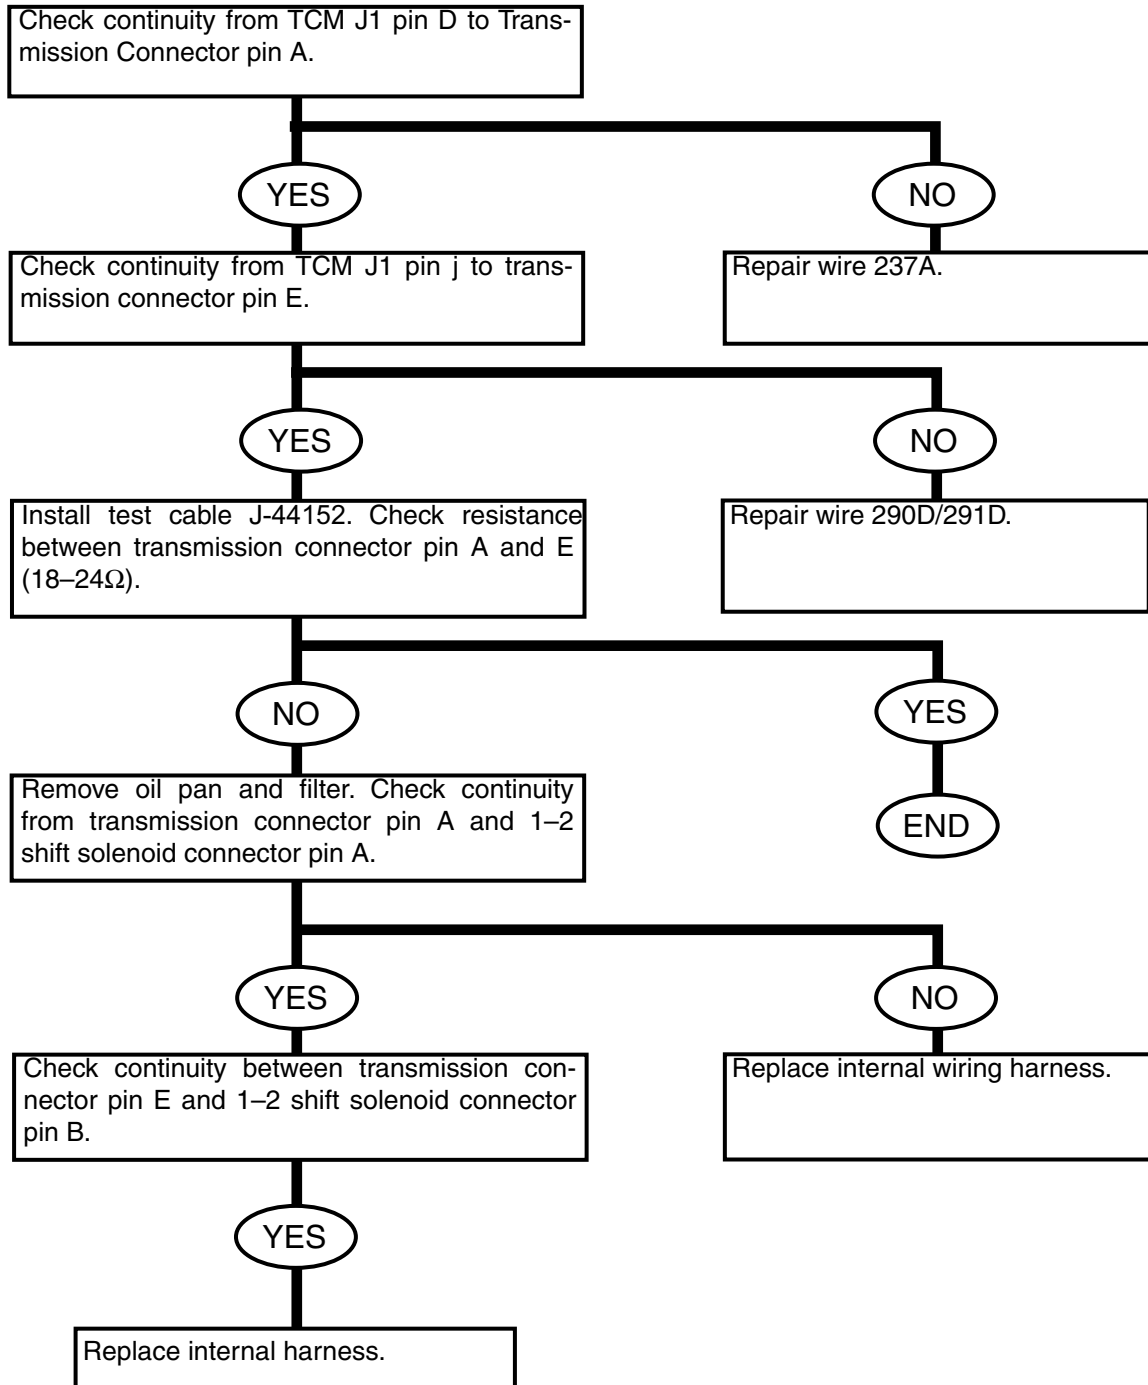 Check continuity from TCM J1 pin D to Trans-
mission Connector pin A.
YES
NO
Check continuity from TCM J1 pin j to trans-
mission connector pin E.
Repair wire 237A.
YES
NO
Install test cable J-44152. Check resistance
between transmission connector pin A and E
(18–24Ω).
Repair wire 290D/291D.
NO
YES
Remove oil pan and filter. Check continuity
from transmission connector pin A and 1–2
shift solenoid connector pin A.
END
YES
NO
Check continuity between transmission con-
nector pin E and 1–2 shift solenoid connector
pin B.
Replace internal wiring harness.
YES
Replace internal harness.